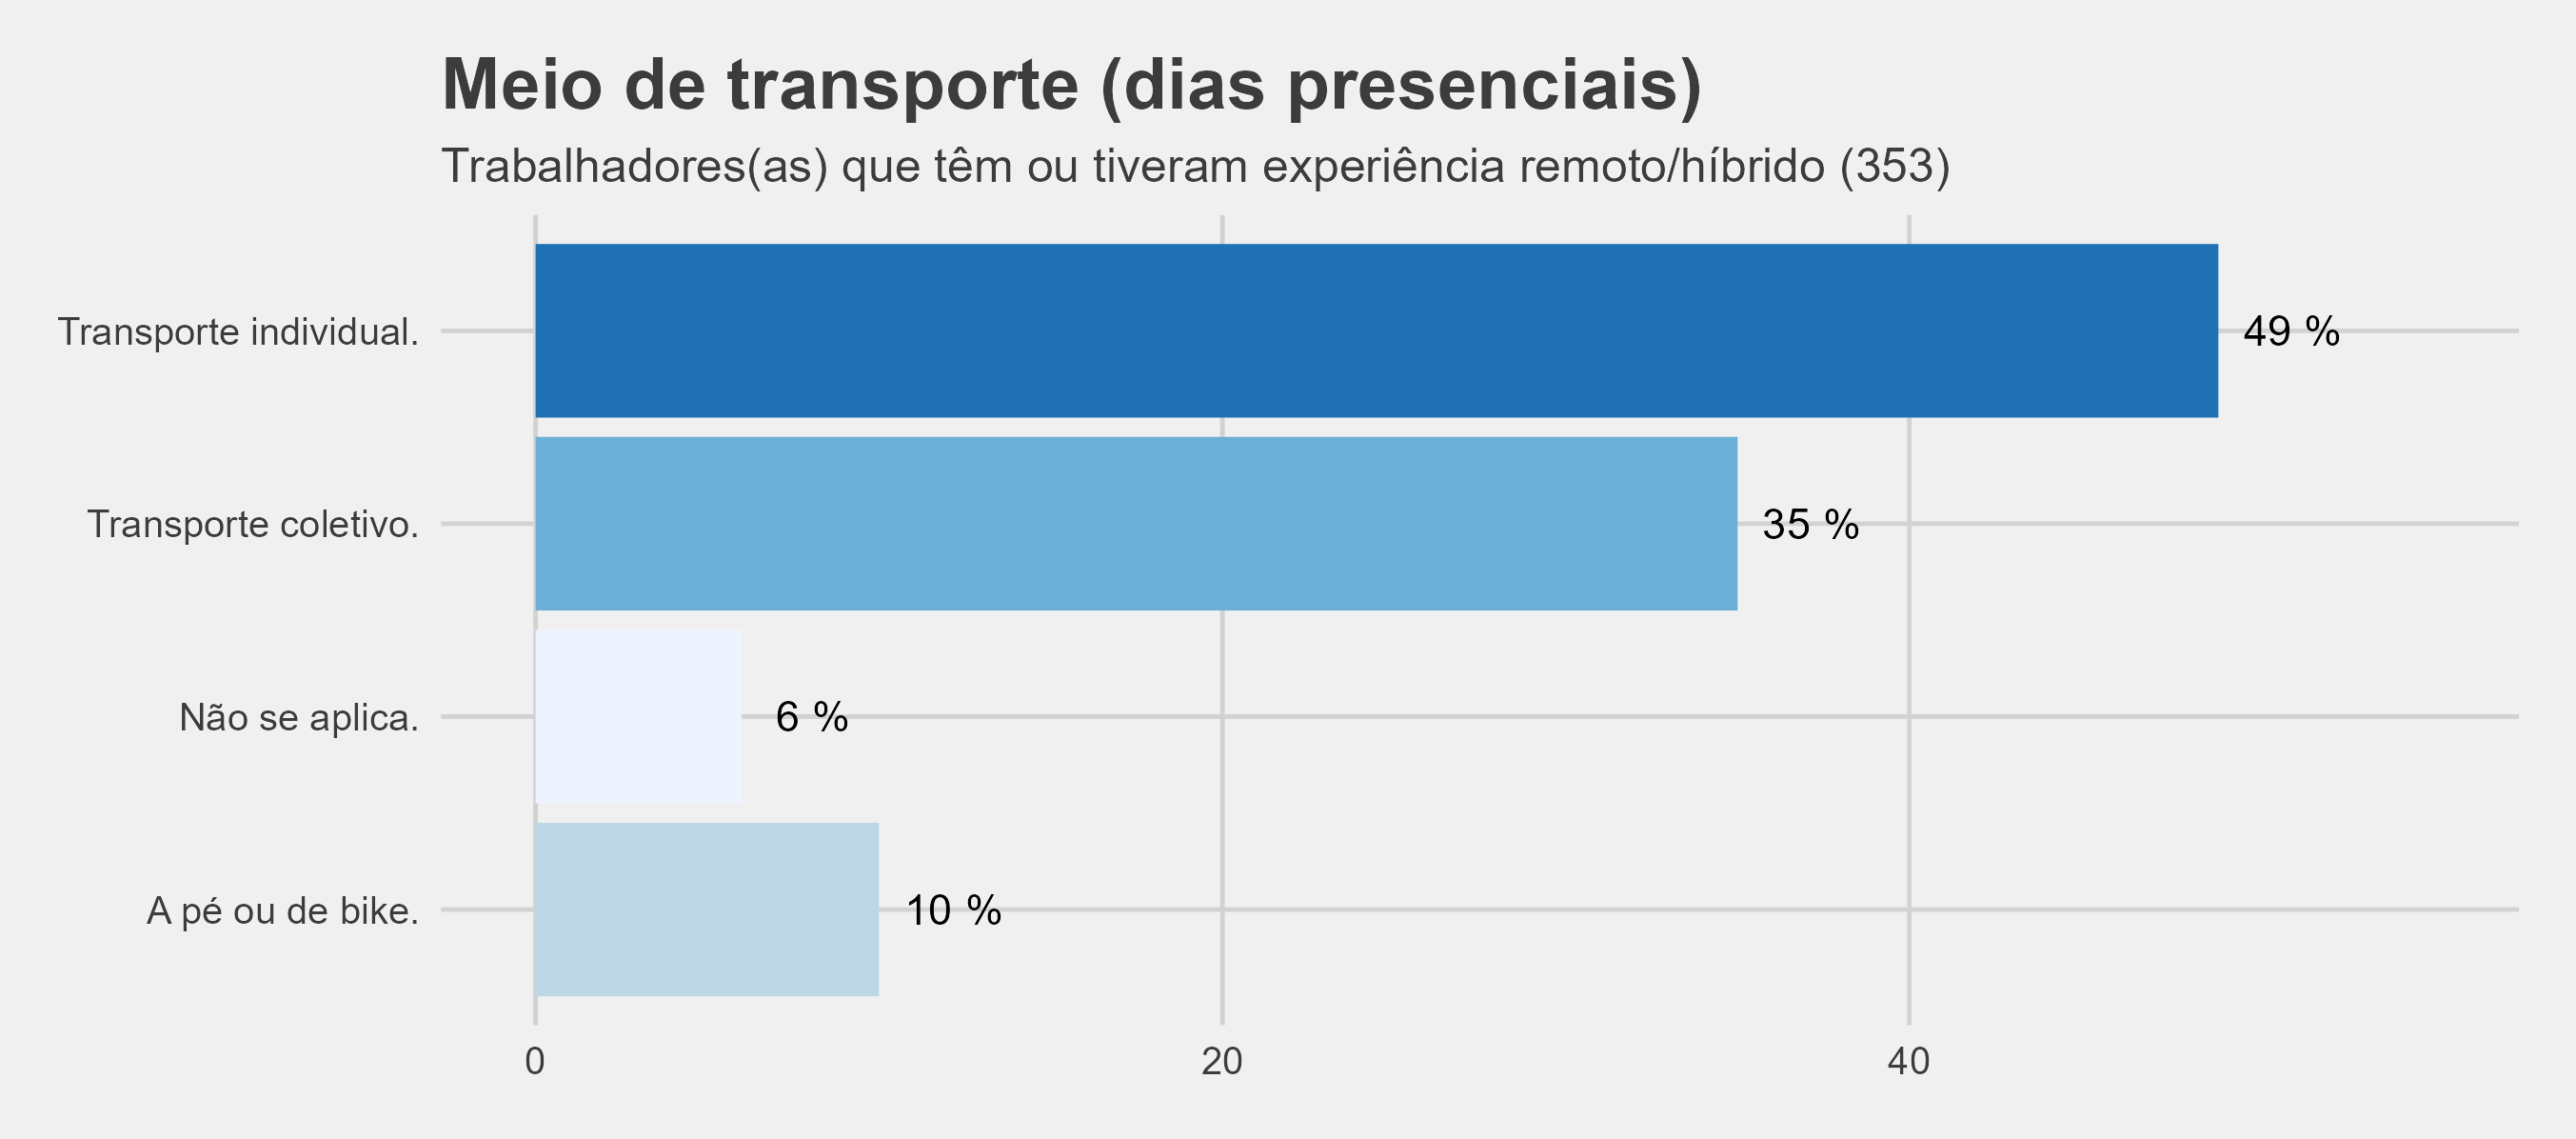 Meio de transporte (dias presenciais)
Trabalhadores(as) que têm ou tiveram experiência remoto/híbrido (353)
Transporte individual.
49 %
Transporte coletivo.
35 %
Não se aplica.
6 %
A pé ou de bike.
10 %
0
20
40